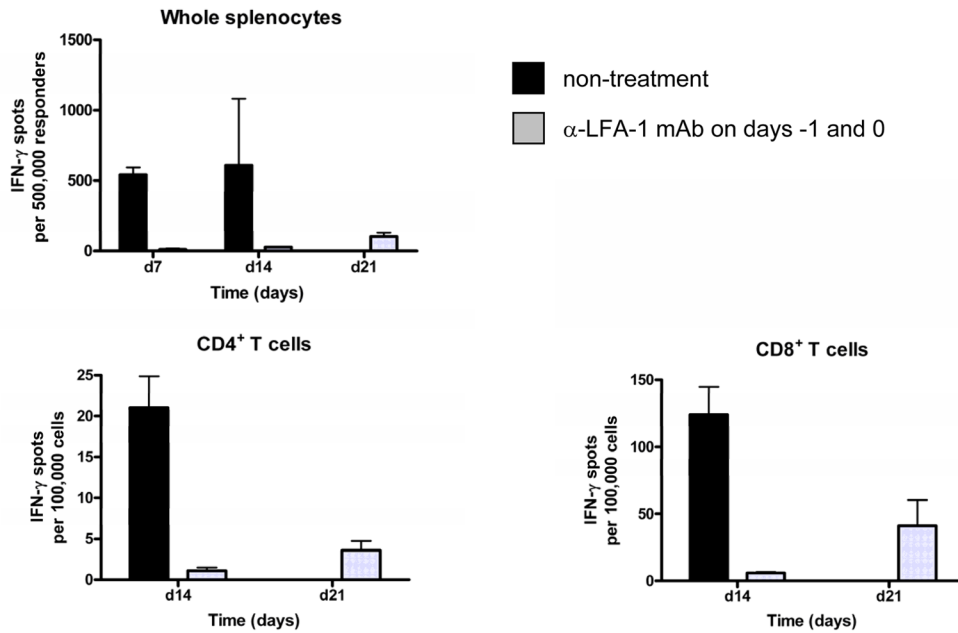 Whole splenocytes
IFN-γ spots
per 500,000 responders
1500
1000
500
0
d7
d14
d21
Time (days)
non-treatment
α-LFA-1 mAb on days -1 and 0
CD4⁺ T cells
IFN-γ spots
per 100,000 cells
25
20
15
10
5
0
d14
d21
Time (days)
CD8⁺ T cells
IFN-γ spots
per 100,000 cells
150
100
50
0
d14
d21
Time (days)